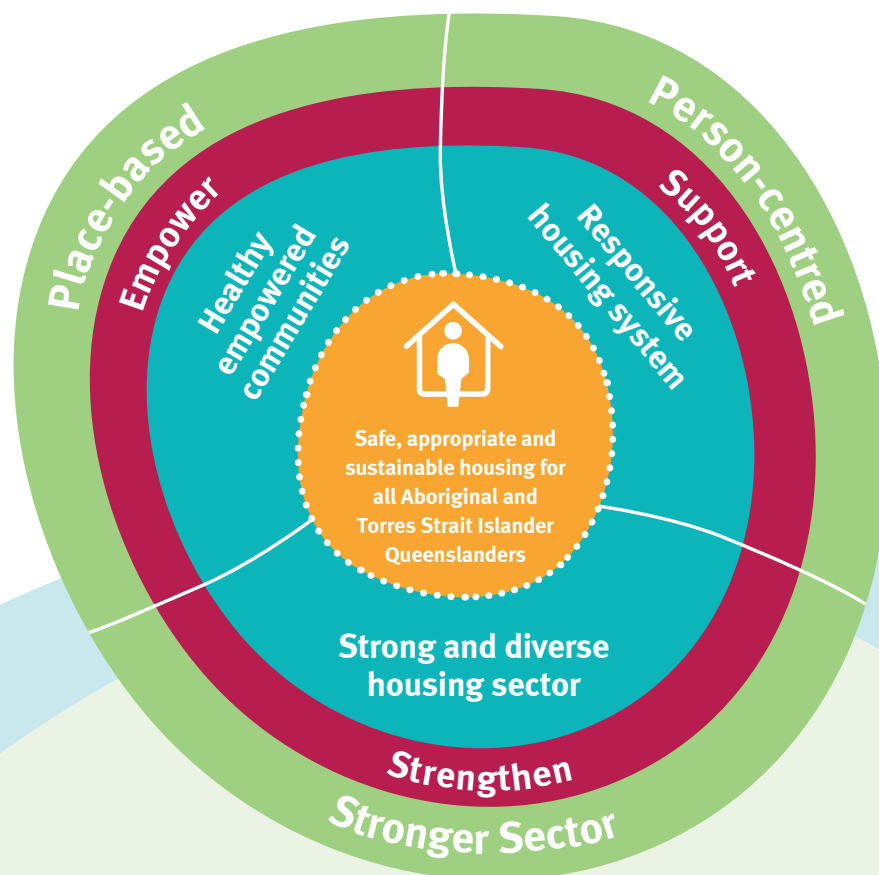 Place-based
Empower
Healthy
empowered
communities
Person-centred
Support
Responsive
housing system
Safe, appropriate and
sustainable housing for
all Aboriginal and
Torres Strait Islander
Queenslanders
Strong and diverse
housing sector
Strengthen
Stronger Sector